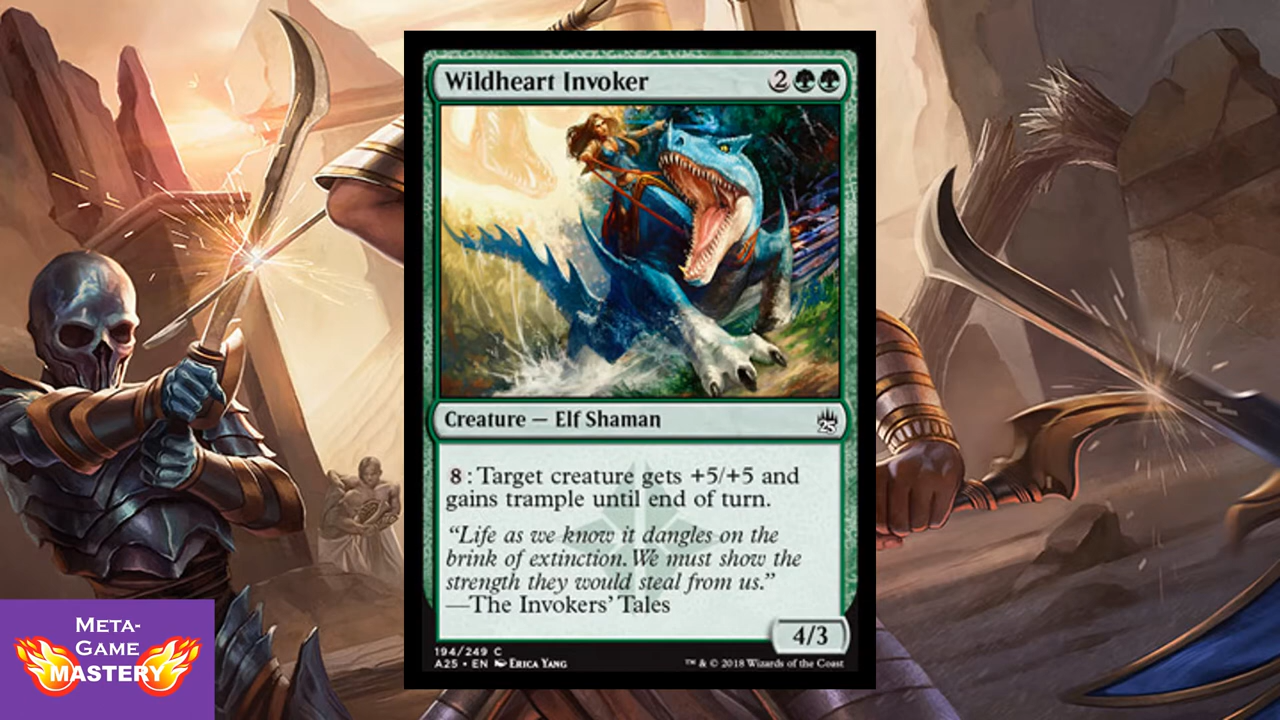 Wildheart Invoker 2
Creature — Elf Shaman
25
8: Target creature gets +5/+5 and
gains trample until end of turn.
“Life as we know it dangles on the
brink of extinction. We must show the
strength they would steal from us.”
—The Invokers’ Tales
4/3
194/249 C
A25 • EN Erica Yang
™ & © 2018 Wizards of the Coast
Meta-
Game
Mastery